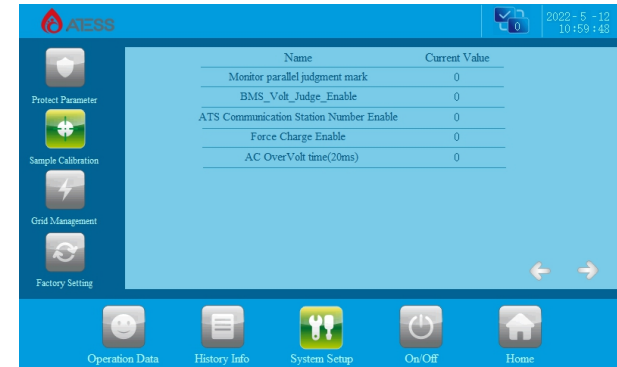 ATESS
0
2022-5-12
10:59:48
Name Current Value
Monitor parallel judgment mark 0
BMS_Volt_Judge_Enable 0
ATS Communication Station Number Enable 0
Force Charge Enable 0
AC OverVolt time(20ms) 0
Protect Parameter
Sample Calibration
Grid Management
Factory Setting
Operation Data
History Info
System Setup
On/Off
Home